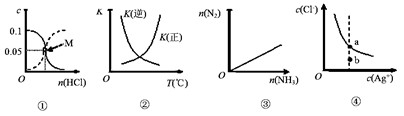 c
0.1
0.05
M
O
n(HCl)
①
K
K(逆)
K(正)
O
T(℃)
②
n(N₂)
O
n(NH₃)
③
c(Cl⁻)
a
b
O
c(Ag⁺)
④